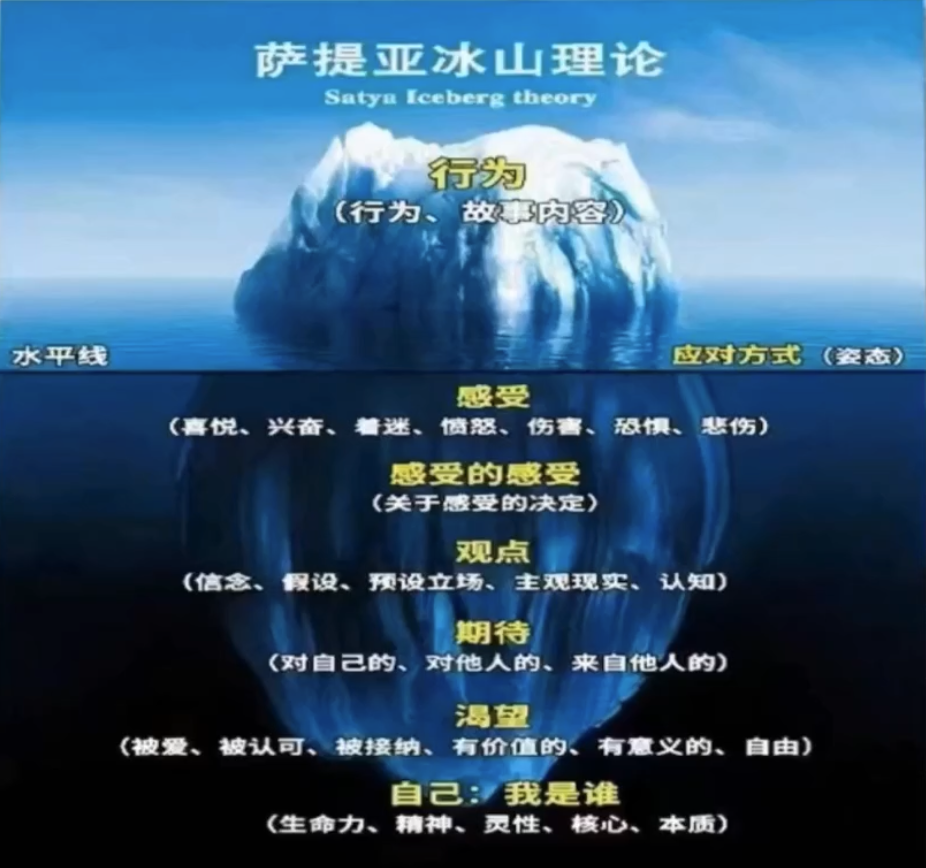 萨提亚冰山理论
Satya Iceberg theory
行为
（行为、故事内容）
水平线
应对方式（姿态）
感受
（喜悦、兴奋、着迷、愤怒、伤害、恐惧、悲伤）
感受的感受
（关于感受的决定）
观点
（信念、假设、预设立场、主观现实、认知）
期待
（对自己的、对他人的、来自他人的）
渴望
（被爱、被认可、被接纳、有价值的、有意义的、自由）
自己：我是谁
（生命力、精神、灵性、核心、本质）